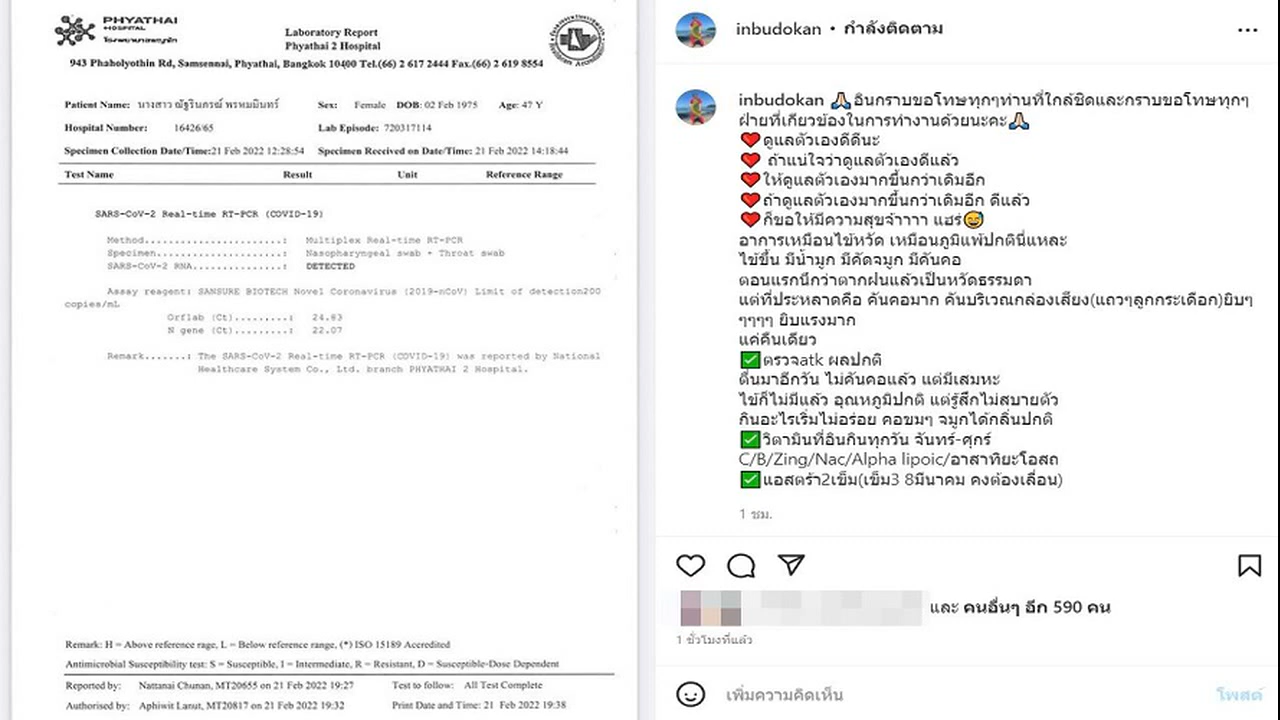 PHYATHAI
HOSPITAL
Laboratory Report
Phyathai 2 Hospital
943 Phaholyothin Rd, Samsennai, Phyathai, Bangkok 10400 Tel.(66) 2 617 2444 Fax.(66) 2 619 8554
Patient Name: นางสาว ณัฐรินภรณ์ พรหมมินทร์ Sex: Female DOB: 02 Feb 1975 Age: 47 Y
Hospital Number: 16426/65 Lab Episode: 720317114
Specimen Collection Date/Time:21 Feb 2022 12:28:54 Specimen Received on Date/Time: 21 Feb 2022 14:18:44
Test Name Result Unit Reference Range
SARS-CoV-2 Real-time RT-PCR (COVID-19)
Method......................: Multiplex Real-time RT-PCR
Specimen....................: Nasopharyngeal swab + Throat swab
SARS-CoV-2 RNA..............: DETECTED
Assay reagent: SANSURE BIOTECH Novel Coronavirus (2019-nCoV) Limit of detection200
copies/mL
Orflab (Ct).........: 24.83
N gene (Ct).........: 22.07
Remark......: The SARS-CoV-2 Real-time RT-PCR (COVID-19) was reported by National
Healthcare System Co., Ltd. branch PHYATHAI 2 Hospital.
Remark: H = Above reference rage, L = Below reference range, (*) ISO 15189 Accredited
Antimicrobial Susceptibility test: S = Susceptible, I = Intermediate, R = Resistant, D = Susceptible-Dose Dependent
Reported by: Nattanai Chunan, MT20655 on 21 Feb 2022 19:27 Test to follow: All Test Complete
Authorised by: Aphiwit Lanut, MT20817 on 21 Feb 2022 19:32 Print Date and Time: 21 Feb 2022 19:38
inbudokan • กำลังติดตาม
inbudokan 🙏🏻อินกราบขอโทษทุกๆท่านที่ใกล้ชิดและกราบขอโทษทุกๆ
ฝ่ายที่เกี่ยวข้องในการทำงานด้วยนะคะ🙏🏻
❤️ดูแลตัวเองดีดีนะ
❤️ ถ้าแน่ใจว่าดูแลตัวเองดีแล้ว
❤️ให้ดูแลตัวเองมากขึ้นกว่าเดิมอีก
❤️ถ้าดูแลตัวเองมากขึ้นกว่าเดิมอีก ดีแล้ว
❤️ก็ขอให้มีความสุขจ้าาาา แฮร่😅
อาการเหมือนไข้หวัด เหมือนภูมิแพ้ปกตินี่แหละ
ไข้ขึ้น มีน้ำมูก มีคัดจมูก มีคันคอ
ตอนแรกนึกว่าตากฝนแล้วเป็นหวัดธรรมดา
แต่ที่ประหลาดคือ คันคอมาก คันบริเวณกล่องเสียง(แถวๆลูกกระเดือก)ยิบๆ
ๆๆๆๆ ยิบแรงมาก
แค่คืนเดียว
✅ตรวจatk ผลปกติ
ตื่นมาอีกวัน ไม่คันคอแล้ว แต่มีเสมหะ
ไข้ก็ไม่มีแล้ว อุณหภูมิปกติ แต่รู้สึกไม่สบายตัว
กินอะไรเริ่มไม่อร่อย คอขมๆ จมูกได้กลิ่นปกติ
✅วิตามินที่อินกินทุกวัน จันทร์-ศุกร์
C/B/Zing/Nac/Alpha lipoic/อาสาทิยะโอสถ
✅แอสตร้า2เข็ม(เข็ม3 8มีนาคม คงต้องเลื่อน)
1 ชม.
และ คนอื่นๆ อีก 590 คน
1 ชั่วโมงที่แล้ว
เพิ่มความคิดเห็น
โพสต์